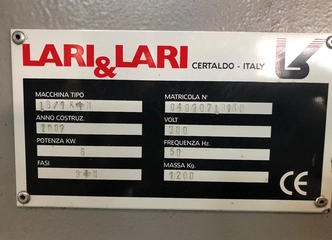 LARI&LARI CERTALDO - ITALY
MACCHINA TIPO MATRICOLA N°
ANNO COSTRUZ. VOLT
2002 380
POTENZA KW. FREQUENZA Hz.
50
FASI MASSA Kg.
1200
CE